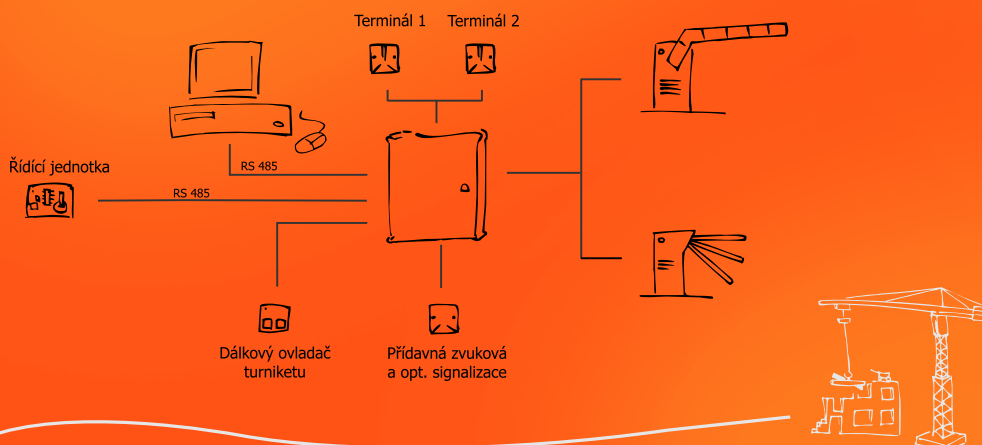 Terminál 1
Terminál 2
RS 485
Řídící jednotka
RS 485
Dálkový ovladač
turniketu
Přídavná zvuková
a opt. signalizace